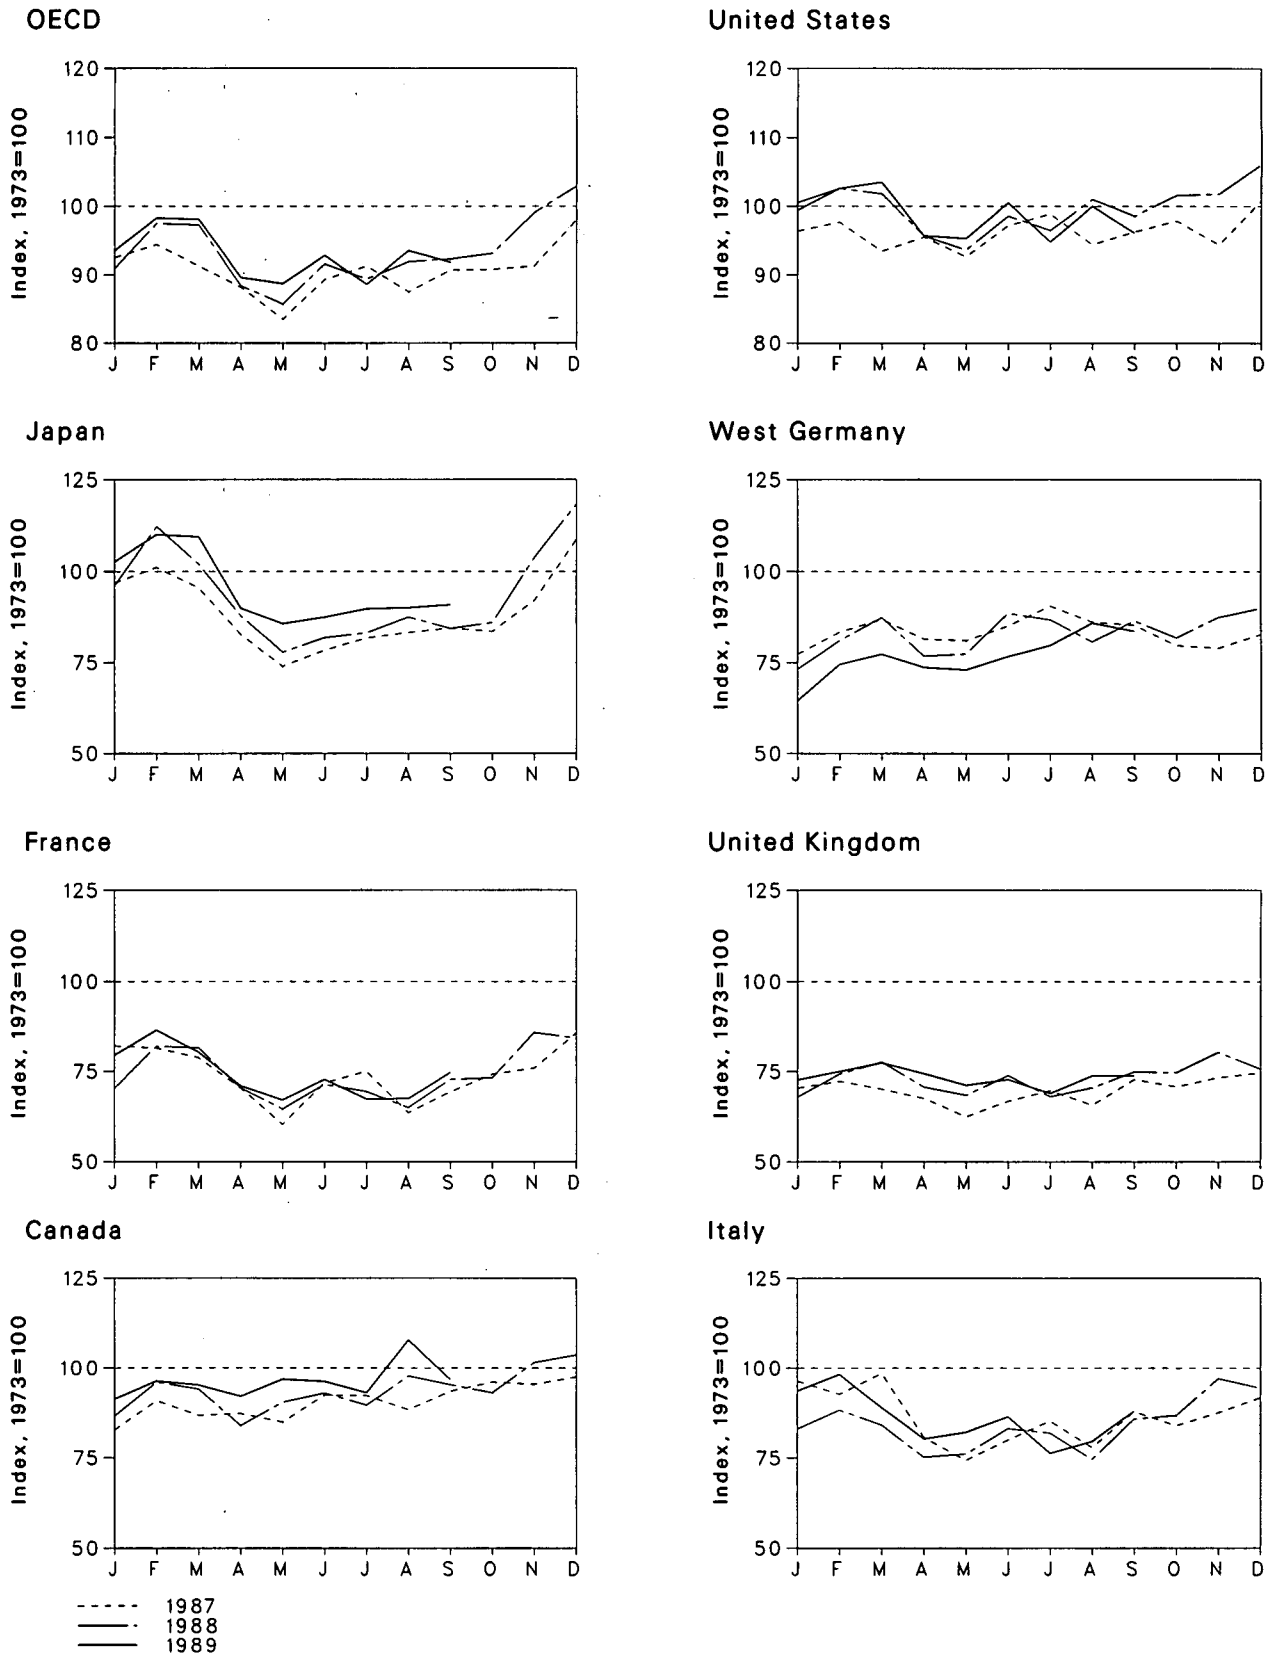 OECD
Index, 1973=100
120
110
100
90
80
J F M A M J J A S O N D
United States
Index, 1973=100
120
110
100
90
80
J F M A M J J A S O N D
Japan
Index, 1973=100
125
100
75
50
J F M A M J J A S O N D
West Germany
Index, 1973=100
125
100
75
50
J F M A M J J A S O N D
France
Index, 1973=100
125
100
75
50
J F M A M J J A S O N D
United Kingdom
Index, 1973=100
125
100
75
50
J F M A M J J A S O N D
Canada
Index, 1973=100
125
100
75
50
J F M A M J J A S O N D
Italy
Index, 1973=100
125
100
75
50
J F M A M J J A S O N D
1987
1988
1989